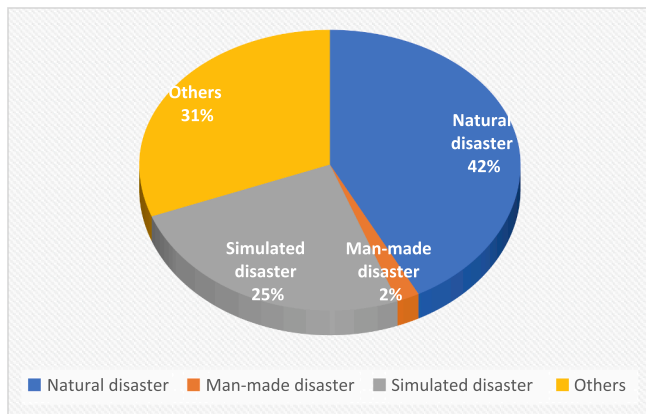 Others
31%
Natural
disaster
42%
Simulated
disaster
25%
Man-made
disaster
2%
Natural disaster
Man-made disaster
Simulated disaster
Others